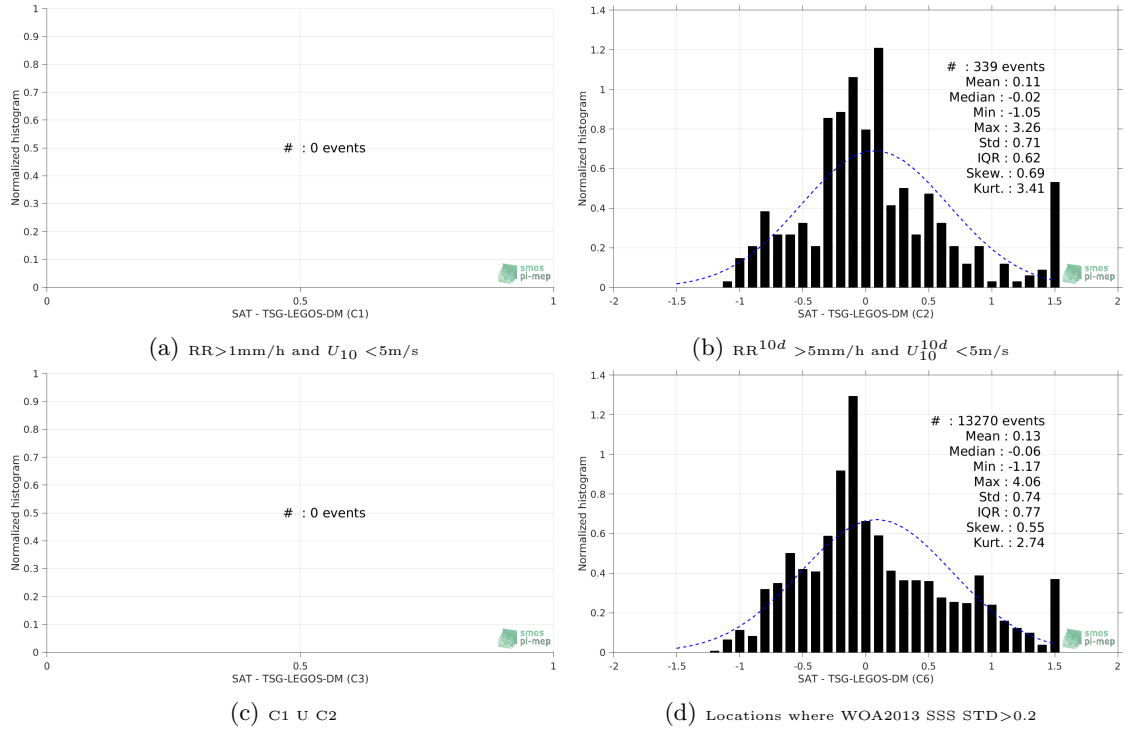 1
0.9
0.8
0.7
0.6
0.5
0.4
0.3
0.2
0.1
0
Normalized histogram
# : 0 events
smos
pi-mep
0 0.5 1
SAT - TSG-LEGOS-DM (C1)
(a) RR>1mm/h and U10 <5m/s
1.4
1.2
1
0.8
0.6
0.4
0.2
0
Normalized histogram
# : 339 events
Mean : 0.11
Median : -0.02
Min : -1.05
Max : 3.26
Std : 0.71
IQR : 0.62
Skew. : 0.69
Kurt. : 3.41
smos
pi-mep
-2 -1.5 -1 -0.5 0 0.5 1 1.5 2
SAT - TSG-LEGOS-DM (C2)
(b) RR^10d >5mm/h and U10^10d <5m/s
1
0.9
0.8
0.7
0.6
0.5
0.4
0.3
0.2
0.1
0
Normalized histogram
# : 0 events
smos
pi-mep
0 0.5 1
SAT - TSG-LEGOS-DM (C3)
(c) C1 U C2
1.4
1.2
1
0.8
0.6
0.4
0.2
0
Normalized histogram
# : 13270 events
Mean : 0.13
Median : -0.06
Min : -1.17
Max : 4.06
Std : 0.74
IQR : 0.77
Skew. : 0.55
Kurt. : 2.74
smos
pi-mep
-2 -1.5 -1 -0.5 0 0.5 1 1.5 2
SAT - TSG-LEGOS-DM (C6)
(d) Locations where WOA2013 SSS STD>0.2